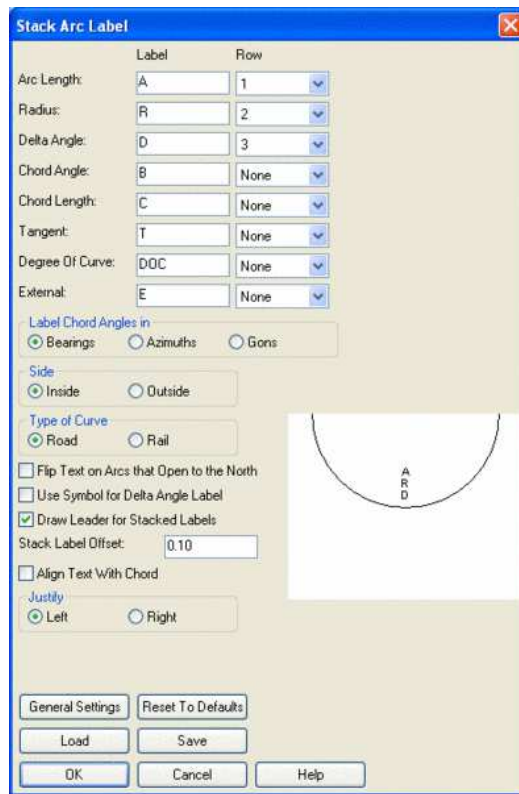 Stack Arc Label
Label Row
Arc Length: A 1
Radius: R 2
Delta Angle: D 3
Chord Angle: B None
Chord Length: C None
Tangent: T None
Degree Of Curve: DOC None
External: E None
Label Chord Angles in
Bearings Azimuths Gons
Side
Inside Outside
Type of Curve
Road Rail
Flip Text on Arcs that Open to the North
Use Symbol for Delta Angle Label
Draw Leader for Stacked Labels
Stack Label Offset: 0.10
Align Text With Chord
Justify
Left Right
A
R
D
General Settings Reset To Defaults
Load Save
OK Cancel Help